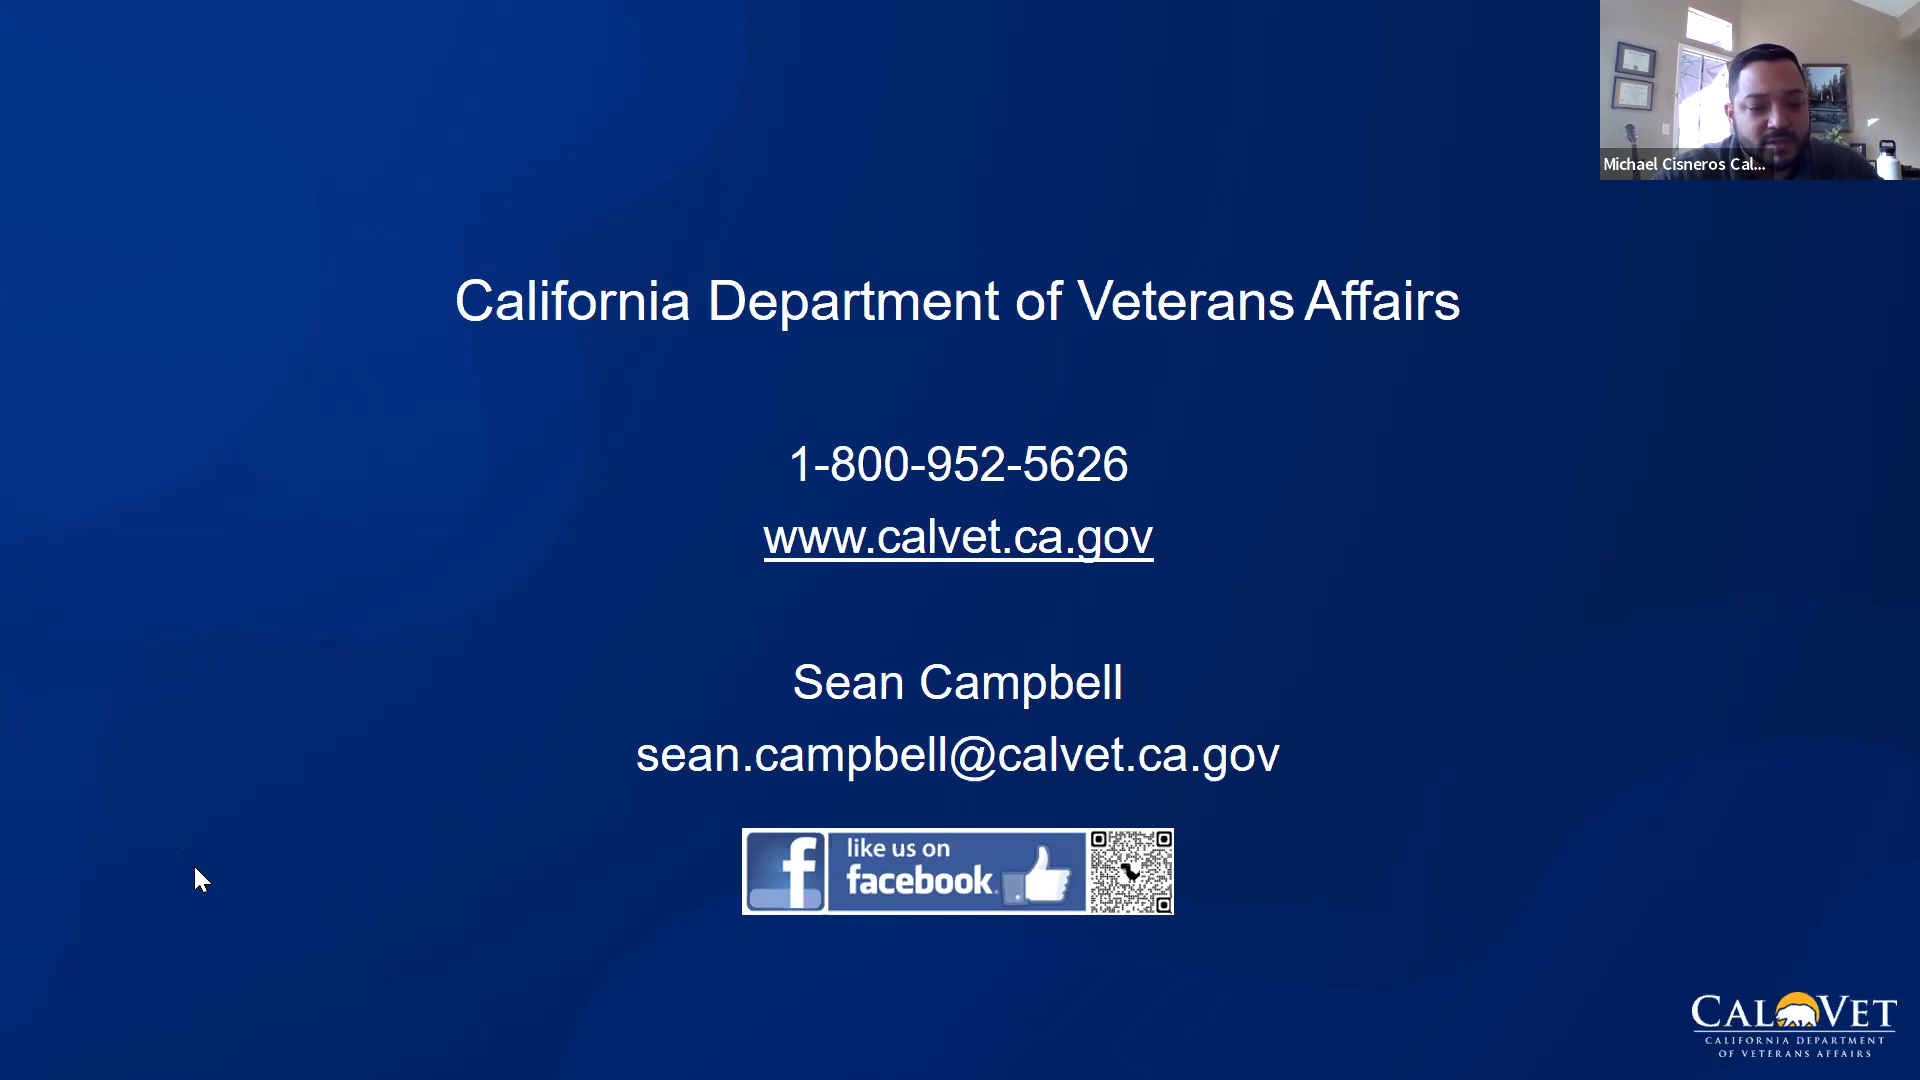 Michael Cisneros Cal...
California Department of Veterans Affairs
1-800-952-5626
www.calvet.ca.gov
Sean Campbell
sean.campbell@calvet.ca.gov
f
like us on
facebook
CALVET
CALIFORNIA DEPARTMENT
OF VETERANS AFFAIRS